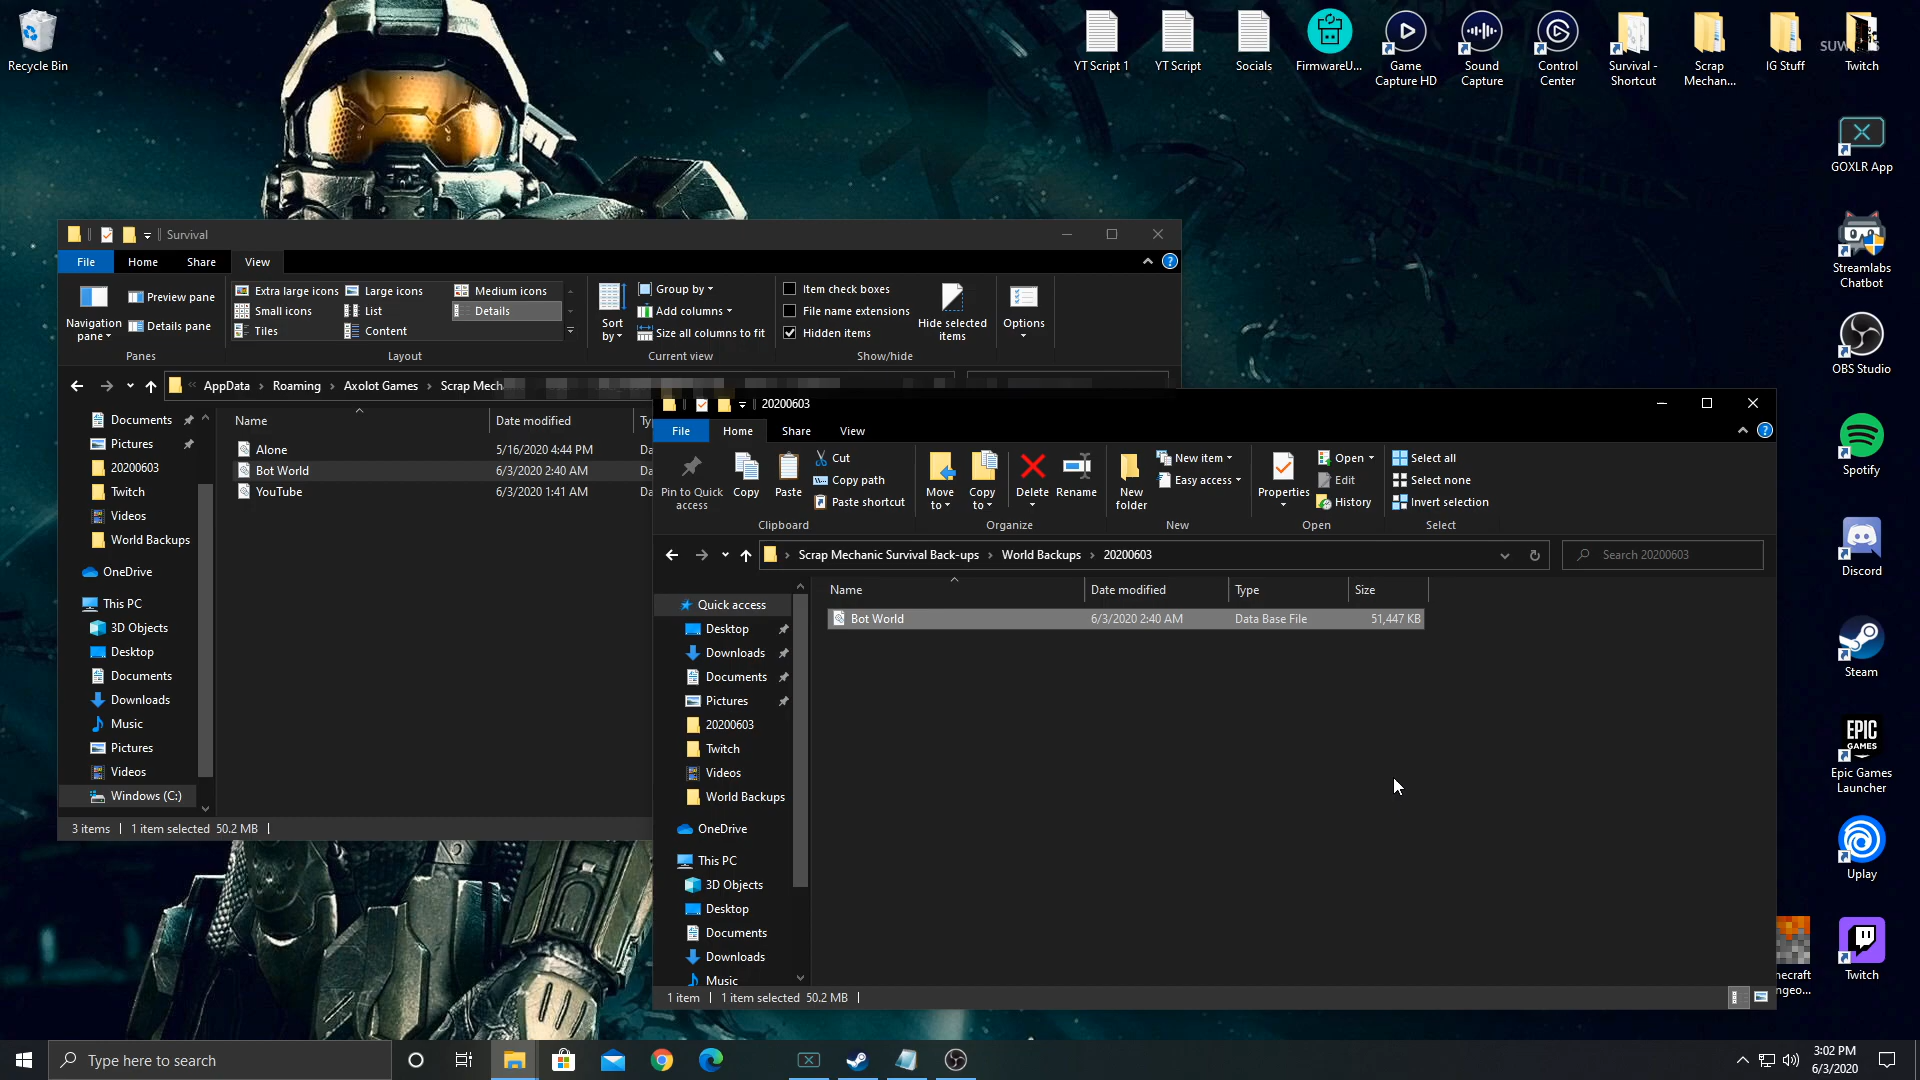 Recycle Bin
YT Script 1
YT Script
Socials
FirmwareU...
Game Capture HD
Sound Capture
Control Center
Survival - Shortcut
Scrap Mechan...
IG Stuff
Twitch
GOXLR App
Streamlabs Chatbot
OBS Studio
Spotify
Discord
Steam
EPIC GAMES
Epic Games Launcher
Uplay
Twitch
Survival
File Home Share View
Navigation pane
Preview pane
Details pane
Panes
Extra large icons Large icons Medium icons
Small icons List Details
Tiles Content
Layout
Sort by
Group by
Add columns
Size all columns to fit
Current view
Item check boxes
File name extensions
Hidden items
Hide selected items
Show/hide
Options
« AppData > Roaming > Axolot Games > Scrap Mech
Documents
Pictures
20200603
Twitch
Videos
World Backups
OneDrive
This PC
3D Objects
Desktop
Documents
Downloads
Music
Pictures
Videos
Windows (C:)
Name Date modified Ty
Alone 5/16/2020 4:44 PM Da
Bot World 6/3/2020 2:40 AM Da
YouTube 6/3/2020 1:41 AM Da
3 items 1 item selected 50.2 MB
20200603
File Home Share View
Pin to Quick access
Copy
Paste
Cut
Copy path
Paste shortcut
Clipboard
Move to
Copy to
Delete
Rename
Organize
New folder
New item
Easy access
New
Properties
Open
Edit
History
Open
Select all
Select none
Invert selection
Select
> Scrap Mechanic Survival Back-ups > World Backups > 20200603
Search 20200603
Quick access
Desktop
Downloads
Documents
Pictures
20200603
Twitch
Videos
World Backups
OneDrive
This PC
3D Objects
Desktop
Documents
Downloads
Music
Name Date modified Type Size
Bot World 6/3/2020 2:40 AM Data Base File 51,447 KB
1 item 1 item selected 50.2 MB
necraft
ngeo...
Type here to search
3:02 PM
6/3/2020